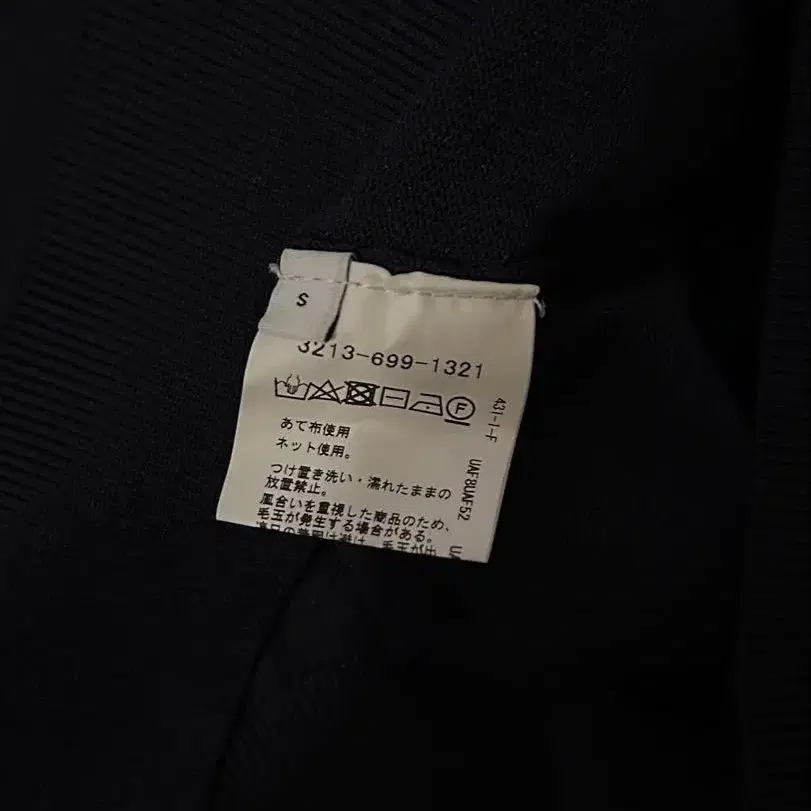 S
3213-699-1321
F
あて布使用
ネット使用。
つけ置き洗い・濡れたままの
放置禁止。
風合いを重視した商品のため、
毛玉が発生する場合がある。
431-1-F
UAF8UAF52
UA